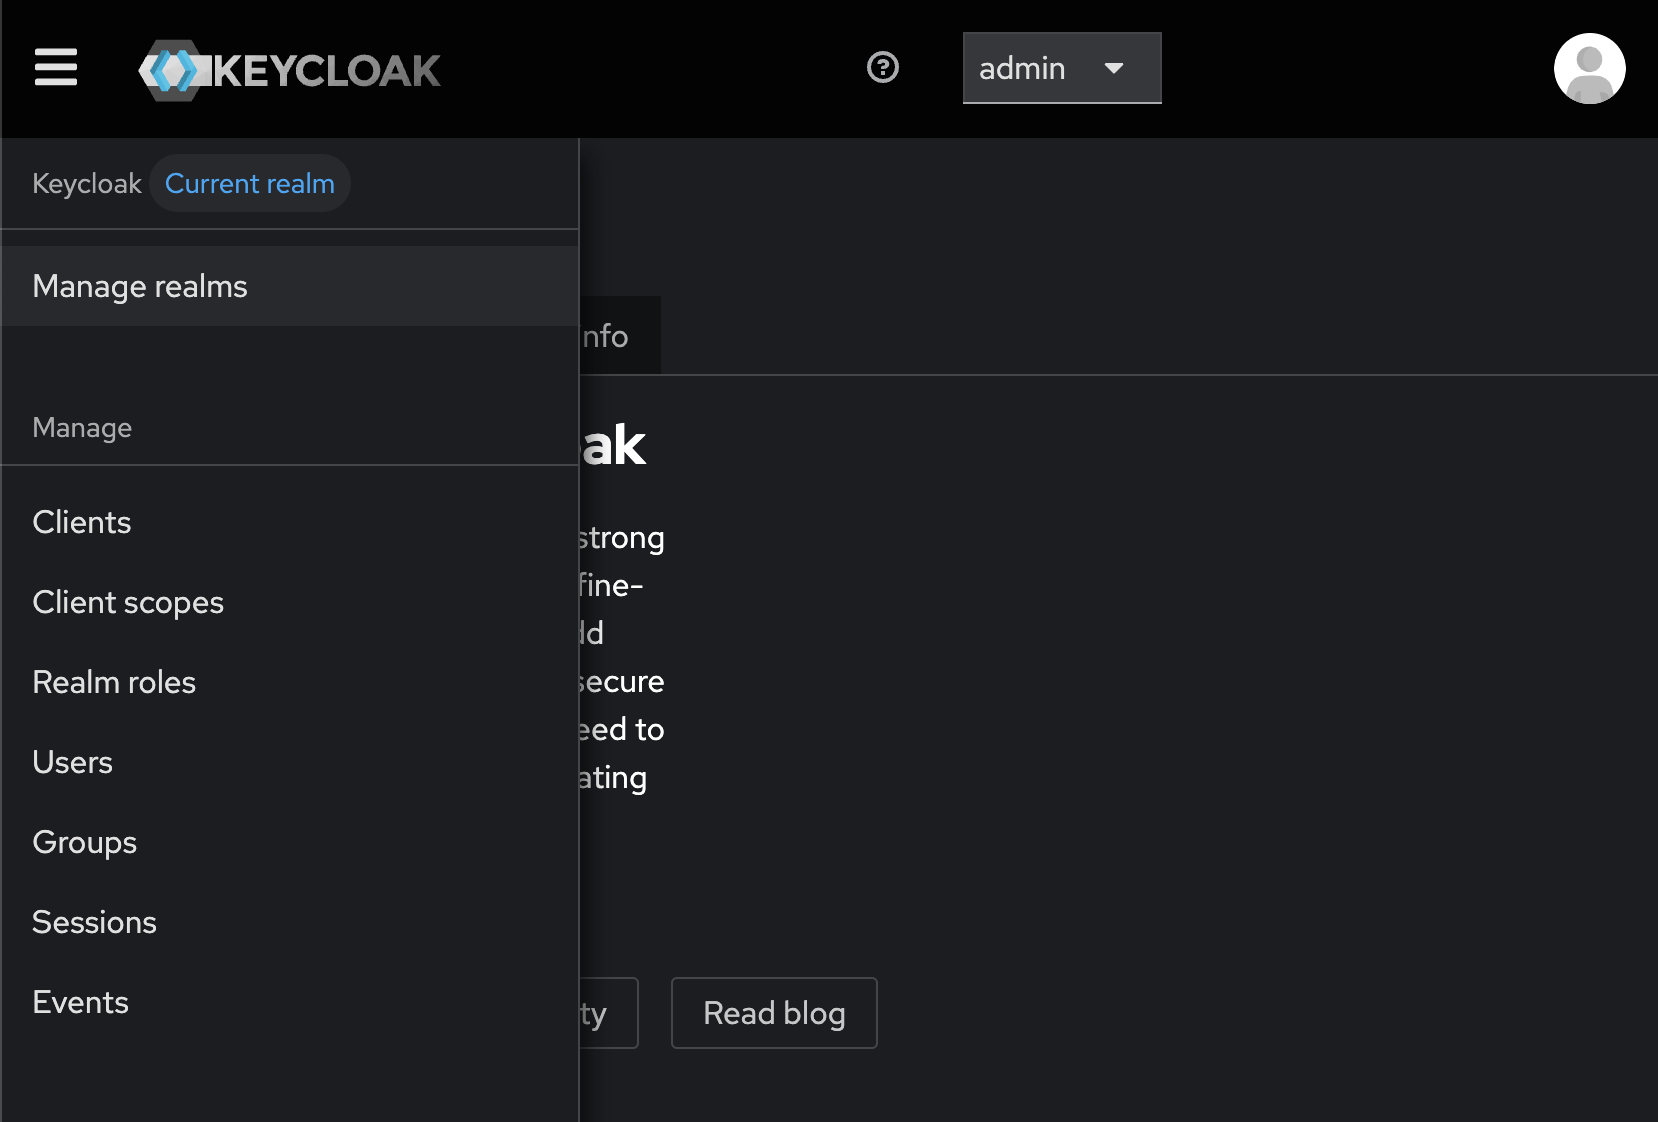 KEYCLOAK
admin
Keycloak Current realm
Manage realms
Manage
Clients
Client scopes
Realm roles
Users
Groups
Sessions
Events
nfo
ak
strong
fine-
dd
secure
eed to
ating
ty
Read blog